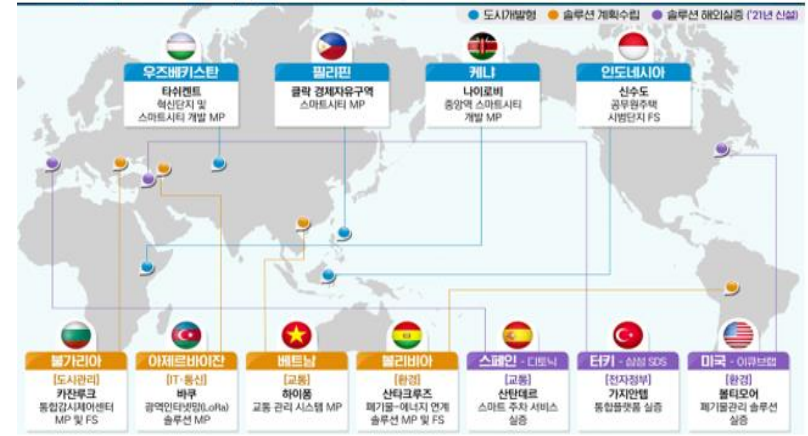 도시개발형 솔루션 계획수립 솔루션 해외실증 ('21년 신설)
우즈베키스탄
타쉬켄트
혁신단지 및
스마트시티 개발 MP
필리핀
클락 경제자유구역
스마트시티 MP
케냐
나이로비
중앙역 스마트시티
개발 MP
인도네시아
신수도
공무원주택
시범단지 FS
불가리아
[도시관리]
카잔루크
통합감시제어센터
MP 및 FS
아제르바이잔
[IT·통신]
바쿠
광역인터넷망(LoRa)
솔루션 MP
베트남
[교통]
하이퐁
교통 관리 시스템 MP
볼리비아
[환경]
산타크루즈
폐기물-에너지 연계
솔루션 MP 및 FS
스페인 - 다토닉
[교통]
산탄데르
스마트 주차 서비스
실증
터키 - 삼성 SDS
[전자정부]
가지안텝
통합플랫폼 실증
미국 - 이큐브랩
[환경]
볼티모어
폐기물관리 솔루션
실증